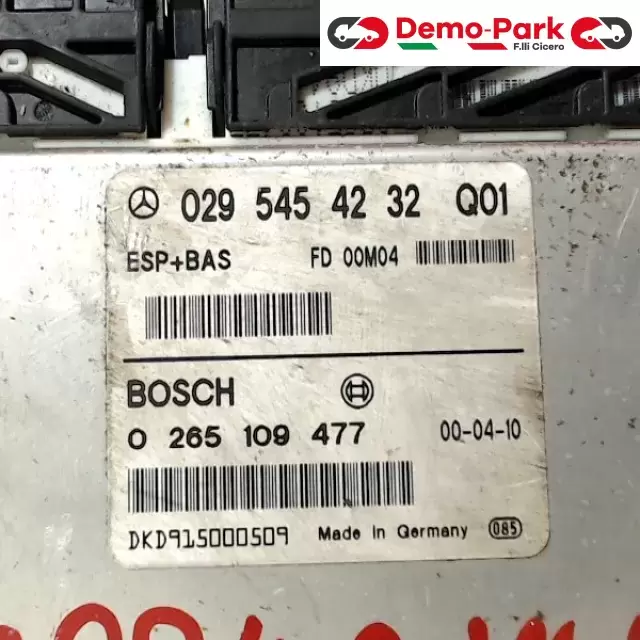 Demo-Park
F.lli Cicero
029 545 42 32 Q01
ESP+BAS FD 00M04
BOSCH
0 265 109 477 00-04-10
DKD915000509 Made in Germany 085